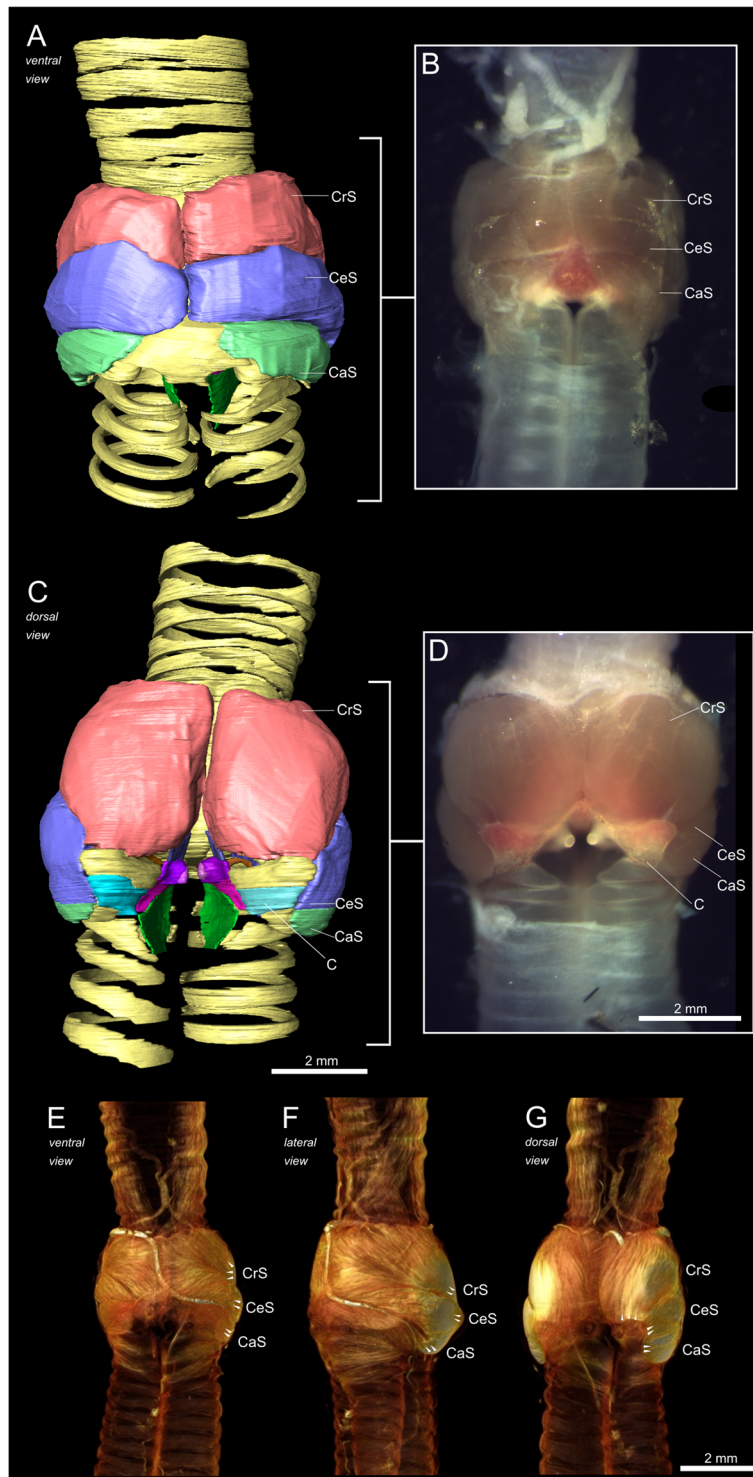 A
ventral
view
CrS
CeS
CaS
B
CrS
CeS
CaS
C
dorsal
view
CrS
CeS
CaS
C
2 mm
D
CrS
CeS
CaS
C
2 mm
E
ventral
view
CrS
CeS
CaS
F
lateral
view
CrS
CeS
CaS
G
dorsal
view
CrS
CeS
CaS
2 mm